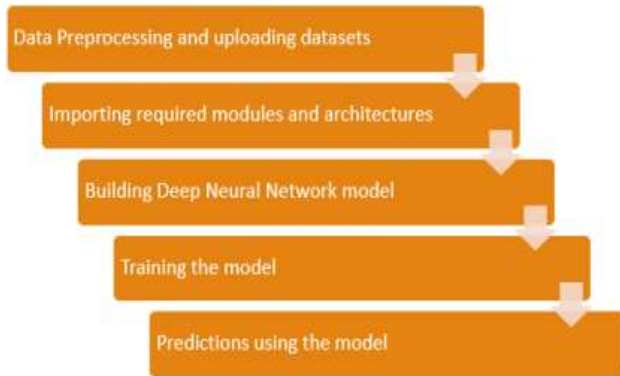 Data Preprocessing and uploading datasets
Importing required modules and architectures
Building Deep Neural Network model
Training the model
Predictions using the model